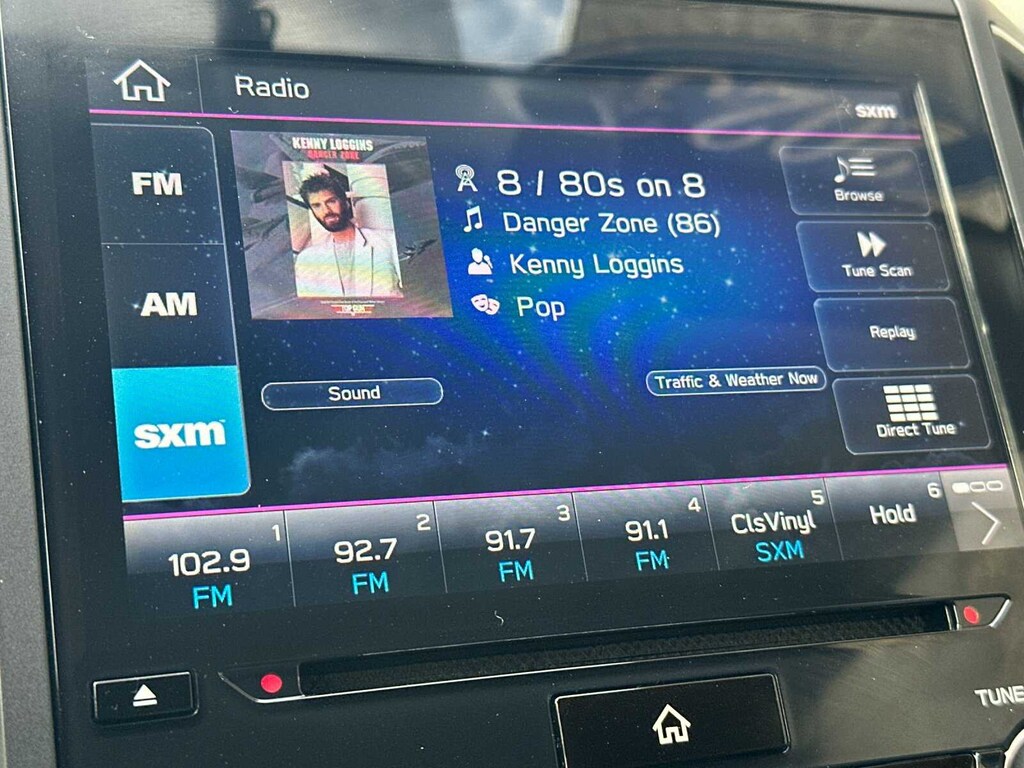 Radio
sxm
FM
AM
sxm
KENNY LOGGINS
DANGER ZONE
TOP GUN
8 / 80s on 8
Danger Zone (86)
Kenny Loggins
Pop
Browse
Tune Scan
Replay
Direct Tune
Sound
Traffic & Weather Now
1
102.9
FM
2
92.7
FM
3
91.7
FM
4
91.1
FM
5
ClsVinyl
SXM
6
Hold
TUNE